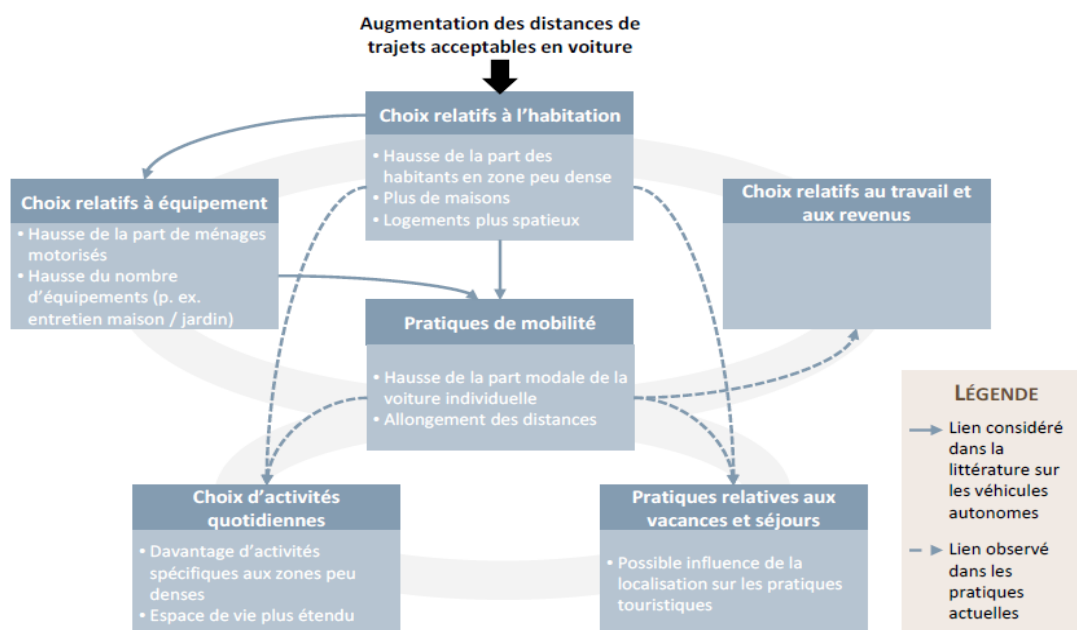 Augmentation des distances de
trajets acceptables en voiture
Choix relatifs à l’habitation
• Hausse de la part des
habitants en zone peu dense
• Plus de maisons
• Logements plus spatieux
Choix relatifs à équipement
• Hausse de la part de ménages
motorisés
• Hausse du nombre
d’équipements (p. ex.
entretien maison / jardin)
Choix relatifs au travail et
aux revenus
Pratiques de mobilité
• Hausse de la part modale de la
voiture individuelle
• Allongement des distances
Choix d’activités
quotidiennes
• Davantage d’activités
spécifiques aux zones peu
denses
• Espace de vie plus étendu
Pratiques relatives aux
vacances et séjours
• Possible influence de la
localisation sur les pratiques
touristiques
LÉGENDE
Lien considéré
dans la
littérature sur
les véhicules
autonomes
Lien observé
dans les
pratiques
actuelles